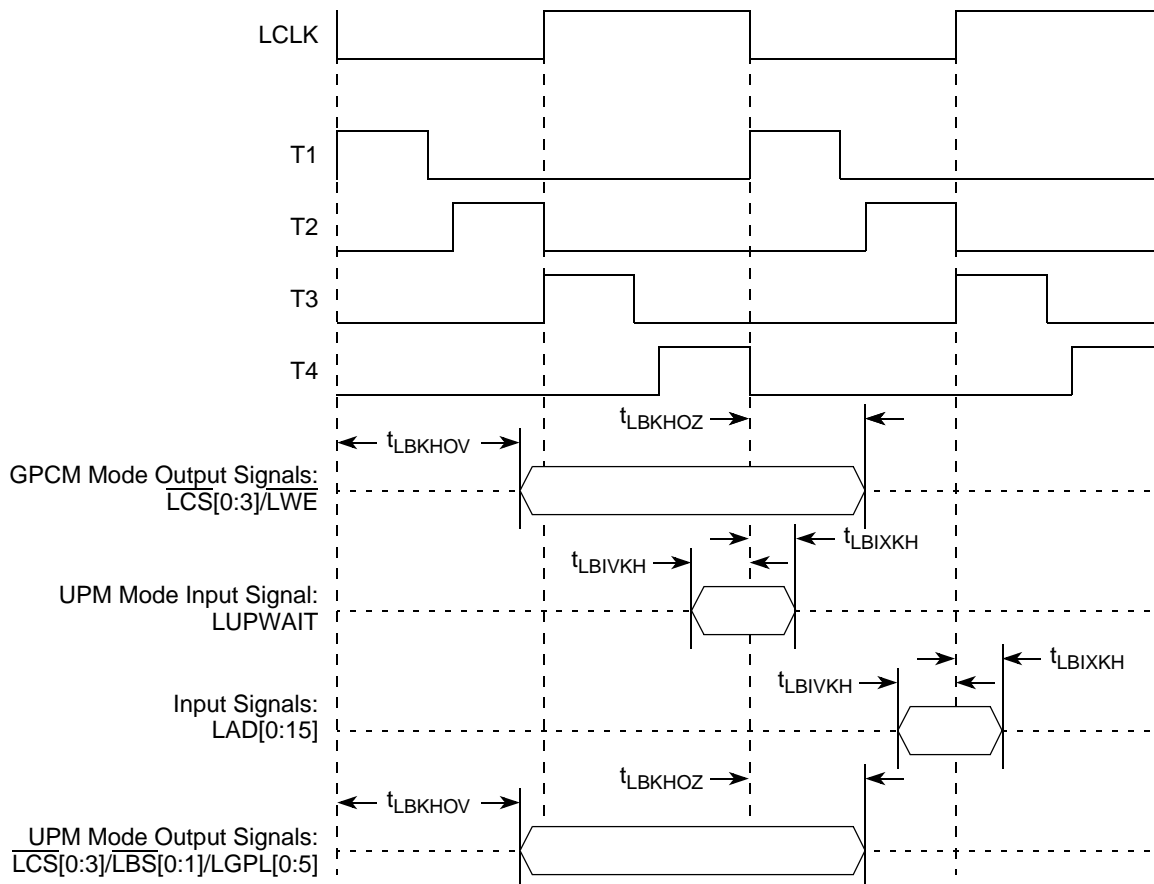 LCLK
T1
T2
T3
T4
tLBKHOZ
tLBKHOV
GPCM Mode Output Signals:
LCS[0:3]/LWE
tLBIXKH
tLBIVKH
UPM Mode Input Signal:
LUPWAIT
tLBIXKH
tLBIVKH
Input Signals:
LAD[0:15]
tLBKHOZ
tLBKHOV
UPM Mode Output Signals:
LCS[0:3]/LBS[0:1]/LGPL[0:5]